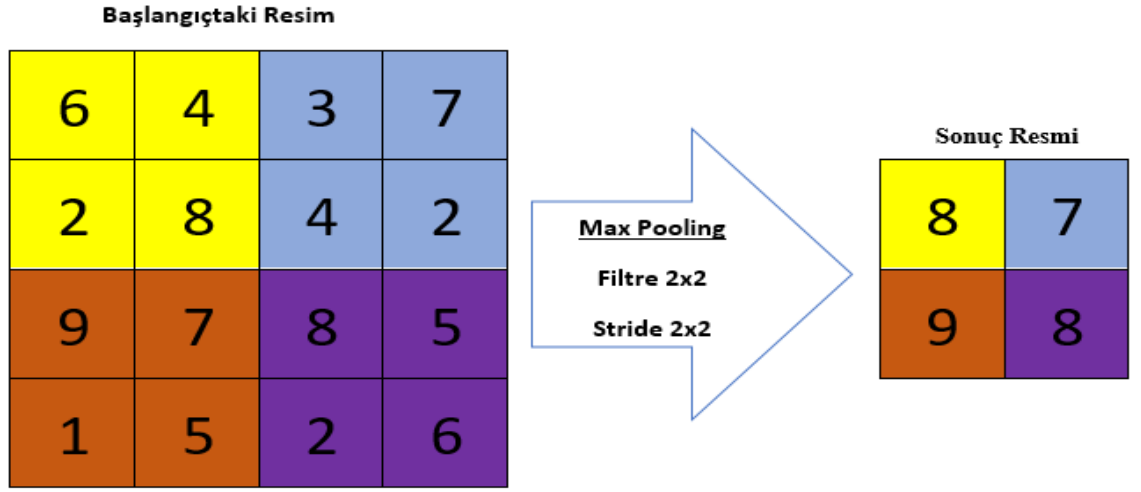 Başlangıçtaki Resim
6 4 3 7
2 8 4 2
9 7 8 5
1 5 2 6
Max Pooling
Filtre 2x2
Stride 2x2
Sonuç Resmi
8 7
9 8